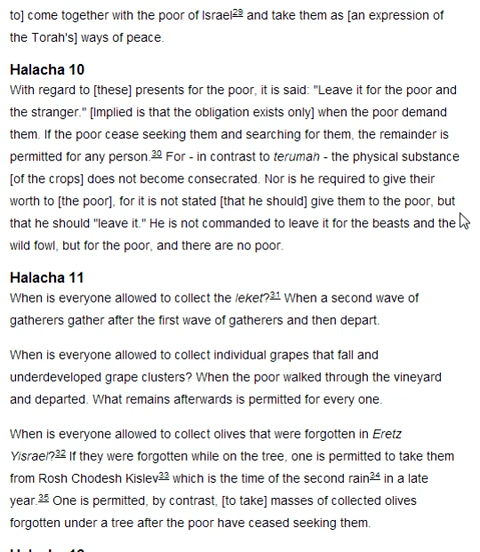 to] come together with the poor of Israel29 and take them as [an expression of
the Torah's] ways of peace.
Halacha 10
With regard to [these] presents for the poor, it is said: "Leave it for the poor and
the stranger." [Implied is that the obligation exists only] when the poor demand
them. If the poor cease seeking them and searching for them, the remainder is
permitted for any person.30 For - in contrast to terumah - the physical substance
[of the crops] does not become consecrated. Nor is he required to give their
worth to [the poor], for it is not stated [that he should] give them to the poor, but
that he should "leave it." He is not commanded to leave it for the beasts and the
wild fowl, but for the poor, and there are no poor.
Halacha 11
When is everyone allowed to collect the leket?31 When a second wave of
gatherers gather after the first wave of gatherers and then depart.
When is everyone allowed to collect individual grapes that fall and
underdeveloped grape clusters? When the poor walked through the vineyard
and departed. What remains afterwards is permitted for every one.
When is everyone allowed to collect olives that were forgotten in Eretz
Yisrael?32 If they were forgotten while on the tree, one is permitted to take them
from Rosh Chodesh Kislev33 which is the time of the second rain34 in a late
year.35 One is permitted, by contrast, [to take] masses of collected olives
forgotten under a tree after the poor have ceased seeking them.